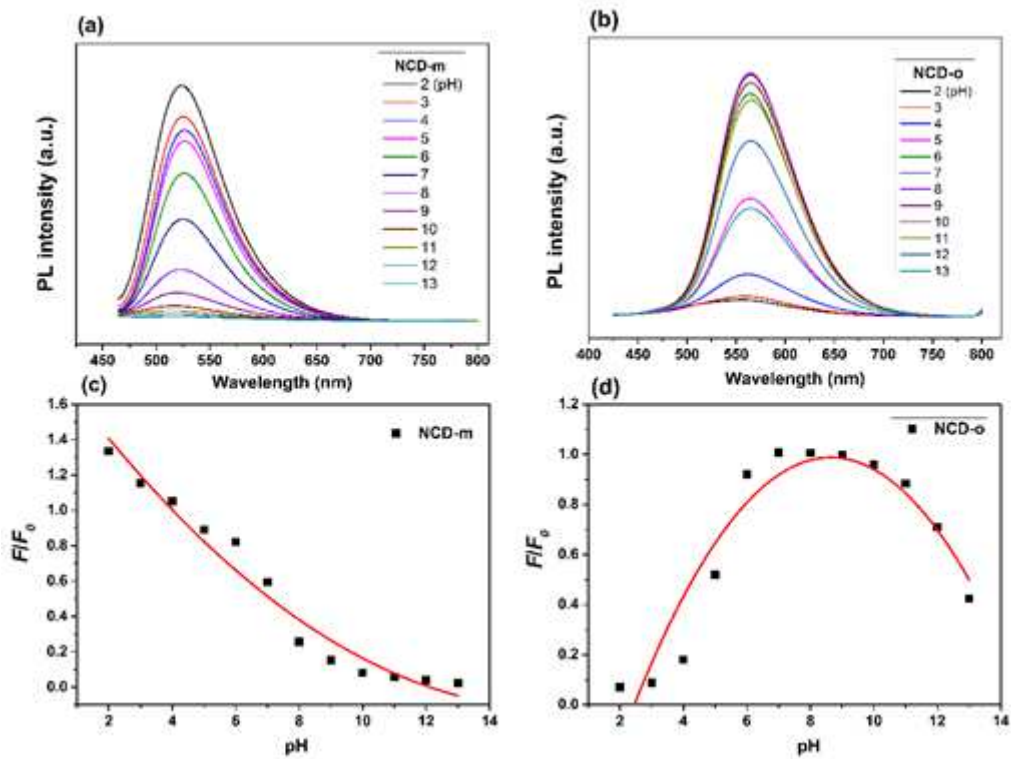 (a)
NCD-m
2 (pH)
3
4
5
6
7
8
9
10
11
12
13
PL intensity (a.u.)
450 500 550 600 650 700 750 800
Wavelength (nm)
(b)
NCD-o
2 (pH)
3
4
5
6
7
8
9
10
11
12
13
PL intensity (a.u.)
400 450 500 550 600 650 700 750 800
Wavelength (nm)
(c)
NCD-m
F/F0
1.6
1.4
1.2
1.0
0.8
0.6
0.4
0.2
0.0
2 4 6 8 10 12 14
pH
(d)
NCD-o
F/F0
1.2
1.0
0.8
0.6
0.4
0.2
0.0
2 4 6 8 10 12 14
pH